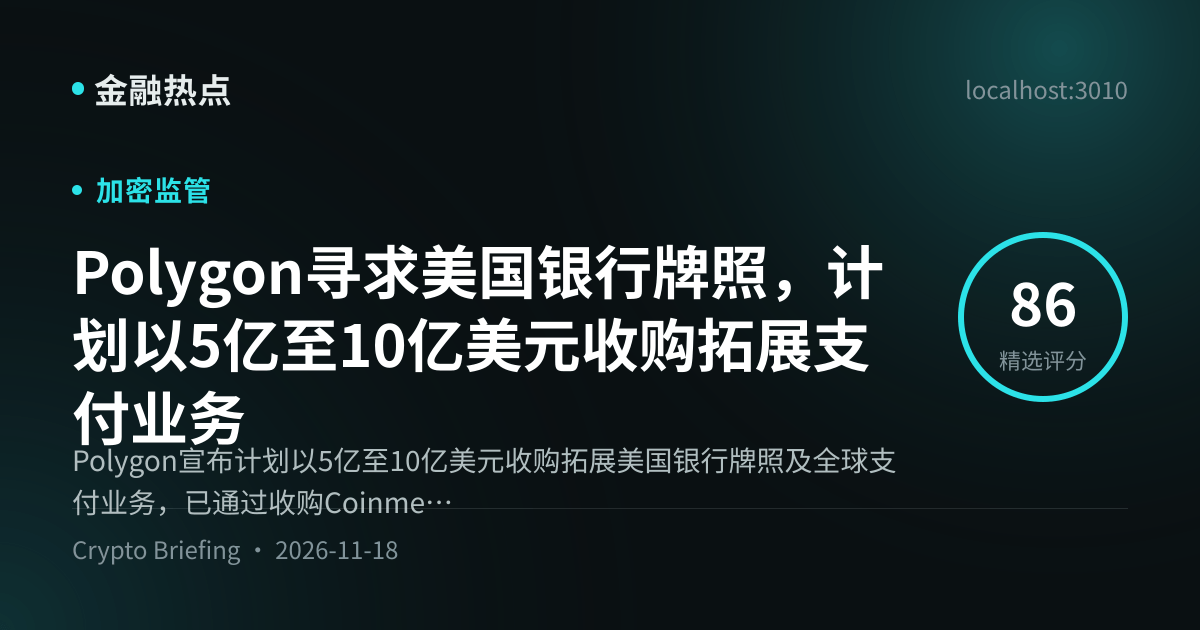 金融热点
localhost:3010
加密监管
Polygon寻求美国银行牌照，计
划以5亿至10亿美元收购拓展支
付业务
86
精选评分
Polygon宣布计划以5亿至10亿美元收购拓展美国银行牌照及全球支
付业务，已通过收购Coinme…
Crypto Briefing · 2026-11-18